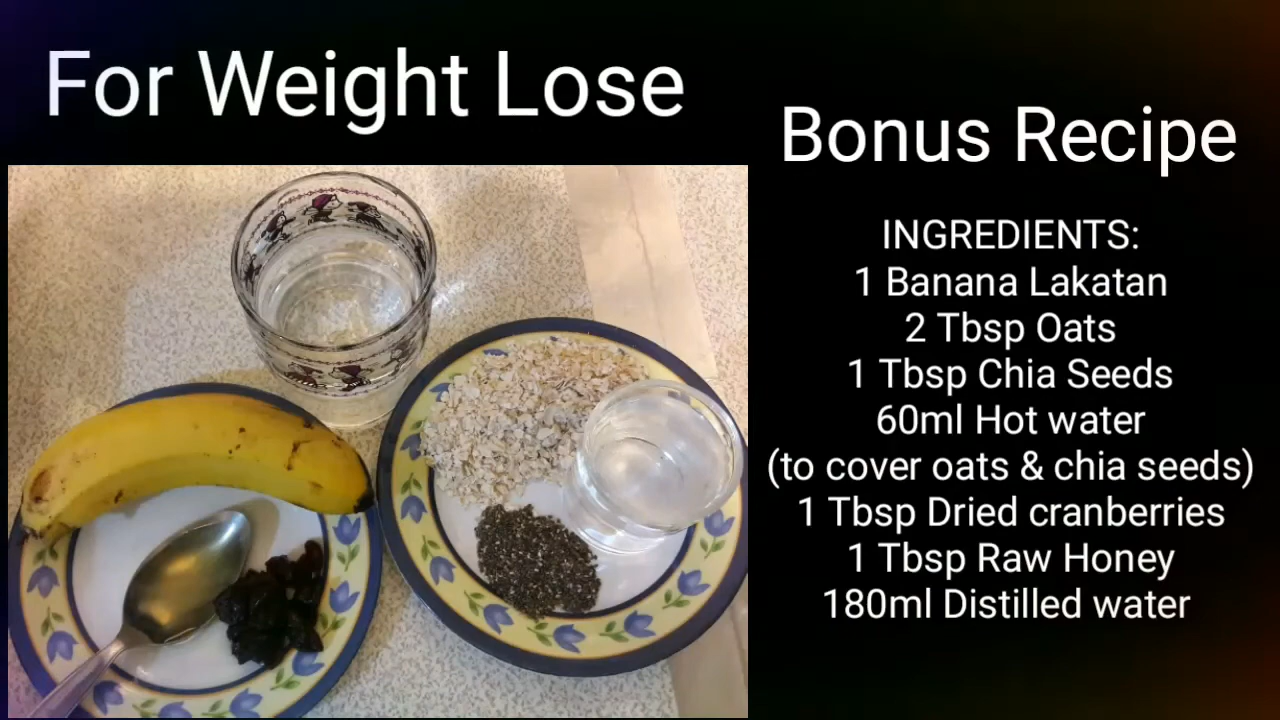 For Weight Lose
Bonus Recipe
INGREDIENTS:
1 Banana Lakatan
2 Tbsp Oats
1 Tbsp Chia Seeds
60ml Hot water
(to cover oats & chia seeds)
1 Tbsp Dried cranberries
1 Tbsp Raw Honey
180ml Distilled water